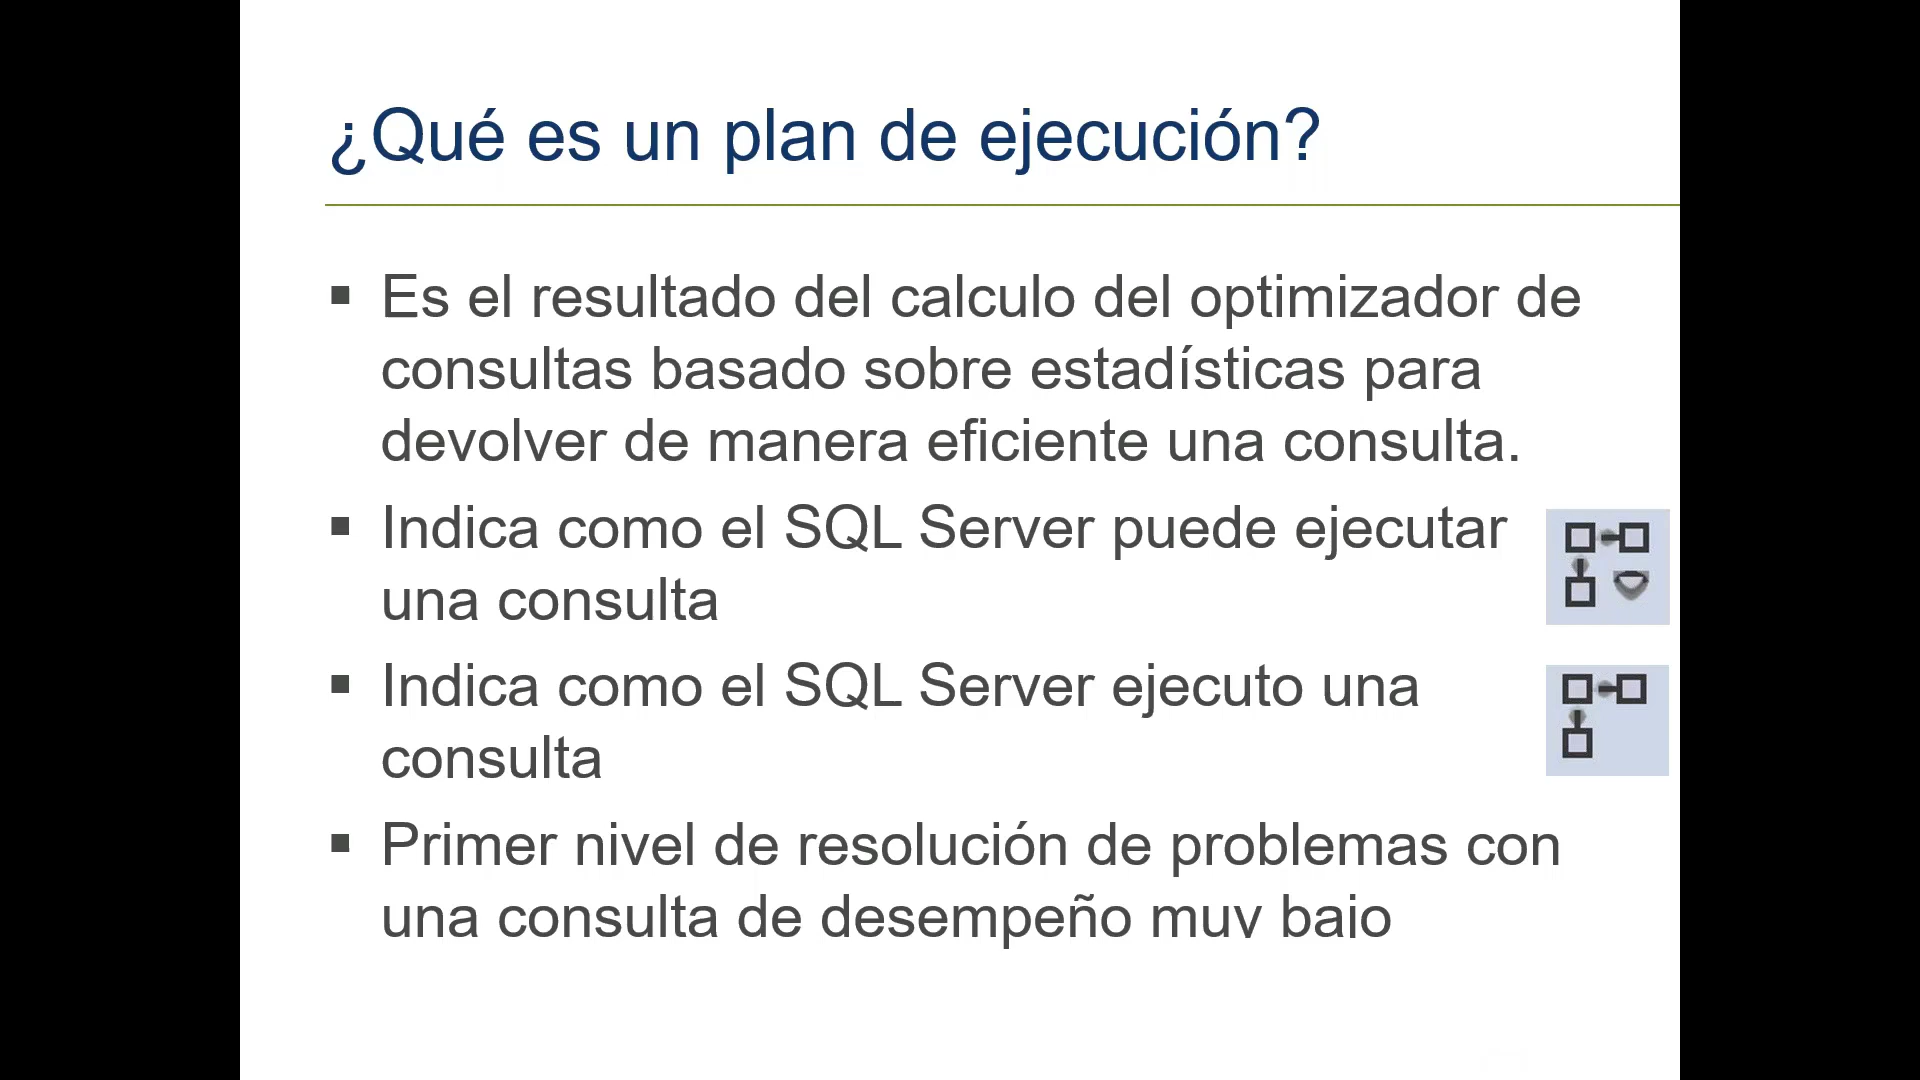 ¿Qué es un plan de ejecución?
▪ Es el resultado del calculo del optimizador de
consultas basado sobre estadísticas para
devolver de manera eficiente una consulta.
▪ Indica como el SQL Server puede ejecutar
una consulta
▪ Indica como el SQL Server ejecuto una
consulta
▪ Primer nivel de resolución de problemas con
una consulta de desempeño muy bajo